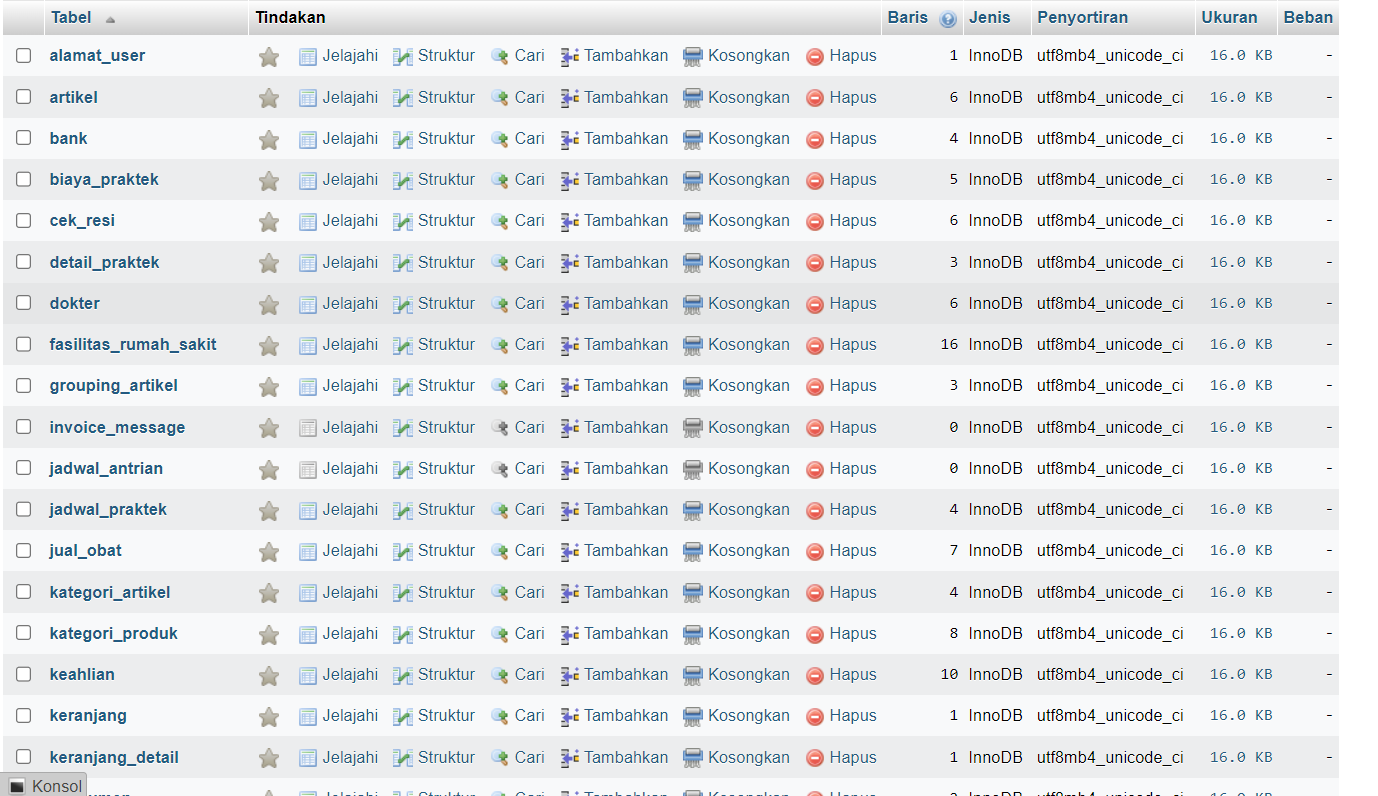 Tabel Tindakan Baris Jenis Penyortiran Ukuran Beban
alamat_user Jelajahi Struktur Cari Tambahkan Kosongkan Hapus 1 InnoDB utf8mb4_unicode_ci 16.0 KB -
artikel Jelajahi Struktur Cari Tambahkan Kosongkan Hapus 6 InnoDB utf8mb4_unicode_ci 16.0 KB -
bank Jelajahi Struktur Cari Tambahkan Kosongkan Hapus 4 InnoDB utf8mb4_unicode_ci 16.0 KB -
biaya_praktek Jelajahi Struktur Cari Tambahkan Kosongkan Hapus 5 InnoDB utf8mb4_unicode_ci 16.0 KB -
cek_resi Jelajahi Struktur Cari Tambahkan Kosongkan Hapus 6 InnoDB utf8mb4_unicode_ci 16.0 KB -
detail_praktek Jelajahi Struktur Cari Tambahkan Kosongkan Hapus 3 InnoDB utf8mb4_unicode_ci 16.0 KB -
dokter Jelajahi Struktur Cari Tambahkan Kosongkan Hapus 6 InnoDB utf8mb4_unicode_ci 16.0 KB -
fasilitas_rumah_sakit Jelajahi Struktur Cari Tambahkan Kosongkan Hapus 16 InnoDB utf8mb4_unicode_ci 16.0 KB -
grouping_artikel Jelajahi Struktur Cari Tambahkan Kosongkan Hapus 3 InnoDB utf8mb4_unicode_ci 16.0 KB -
invoice_message Jelajahi Struktur Cari Tambahkan Kosongkan Hapus 0 InnoDB utf8mb4_unicode_ci 16.0 KB -
jadwal_antrian Jelajahi Struktur Cari Tambahkan Kosongkan Hapus 0 InnoDB utf8mb4_unicode_ci 16.0 KB -
jadwal_praktek Jelajahi Struktur Cari Tambahkan Kosongkan Hapus 4 InnoDB utf8mb4_unicode_ci 16.0 KB -
jual_obat Jelajahi Struktur Cari Tambahkan Kosongkan Hapus 7 InnoDB utf8mb4_unicode_ci 16.0 KB -
kategori_artikel Jelajahi Struktur Cari Tambahkan Kosongkan Hapus 4 InnoDB utf8mb4_unicode_ci 16.0 KB -
kategori_produk Jelajahi Struktur Cari Tambahkan Kosongkan Hapus 8 InnoDB utf8mb4_unicode_ci 16.0 KB -
keahlian Jelajahi Struktur Cari Tambahkan Kosongkan Hapus 10 InnoDB utf8mb4_unicode_ci 16.0 KB -
keranjang Jelajahi Struktur Cari Tambahkan Kosongkan Hapus 1 InnoDB utf8mb4_unicode_ci 16.0 KB -
keranjang_detail Jelajahi Struktur Cari Tambahkan Kosongkan Hapus 1 InnoDB utf8mb4_unicode_ci 16.0 KB -
Konsol